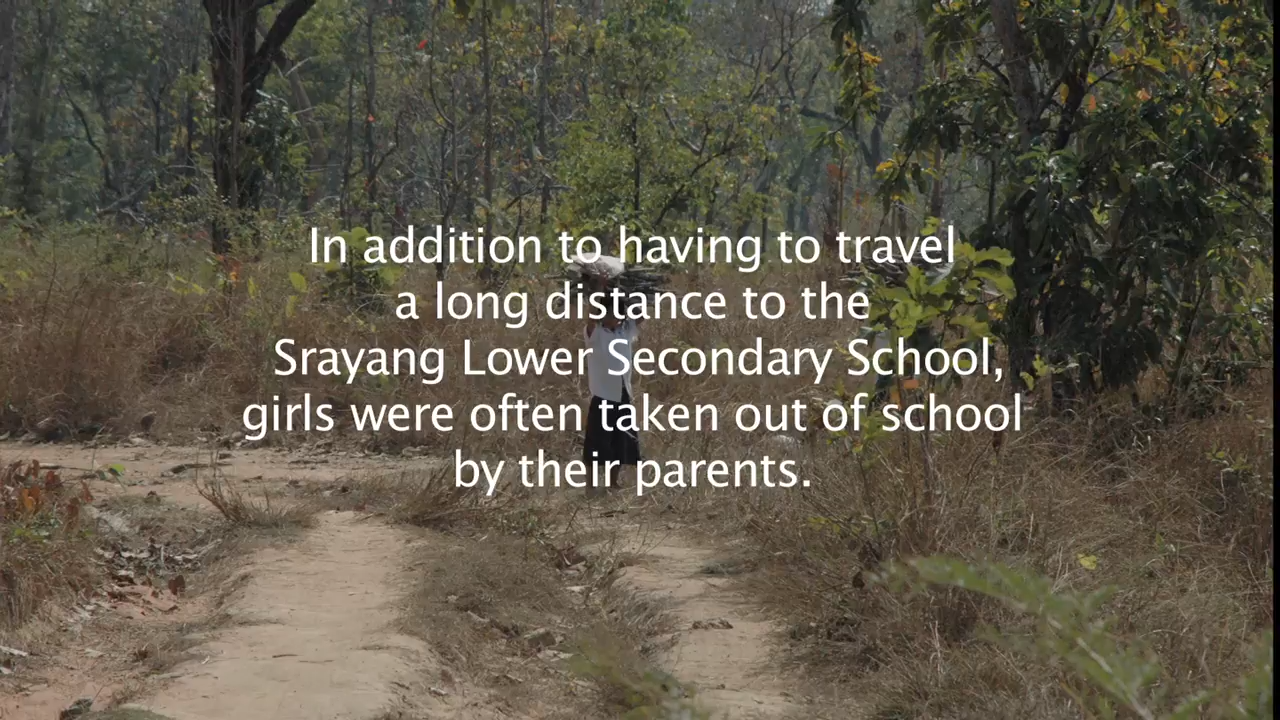 In addition to having to travel
a long distance to the
Srayang Lower Secondary School,
girls were often taken out of school
by their parents.